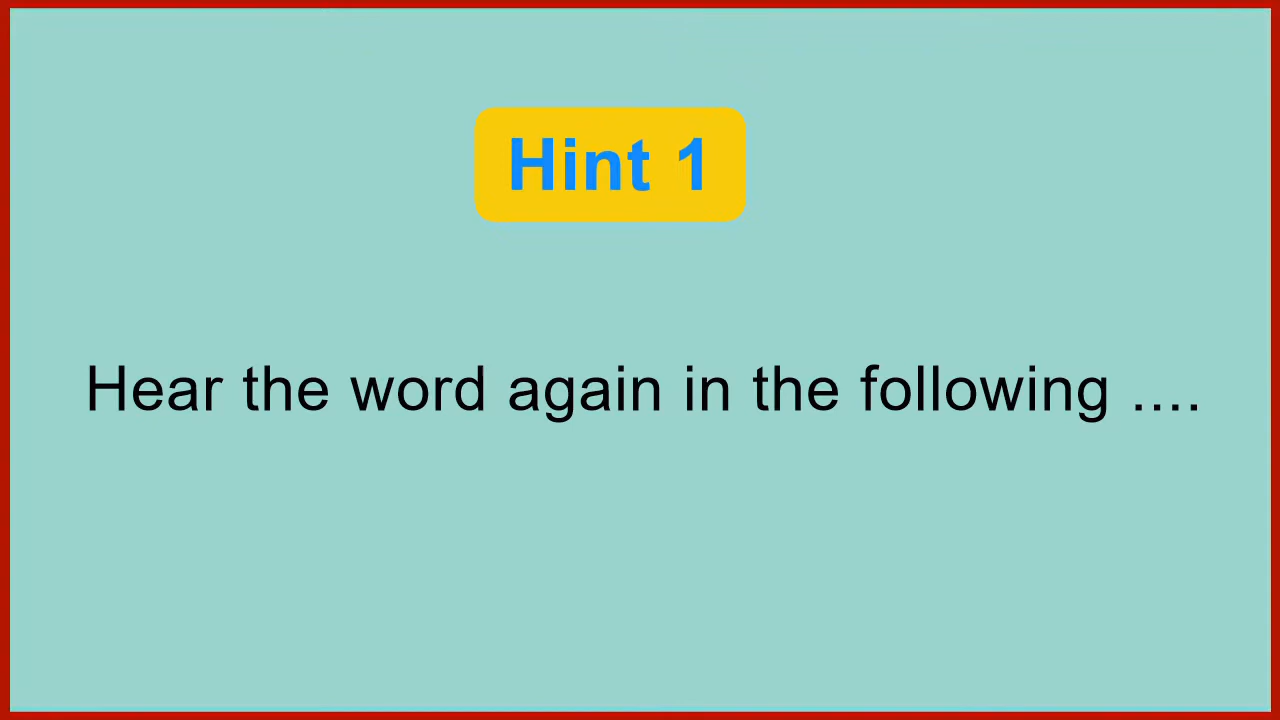 Hint 1
Hear the word again in the following ....